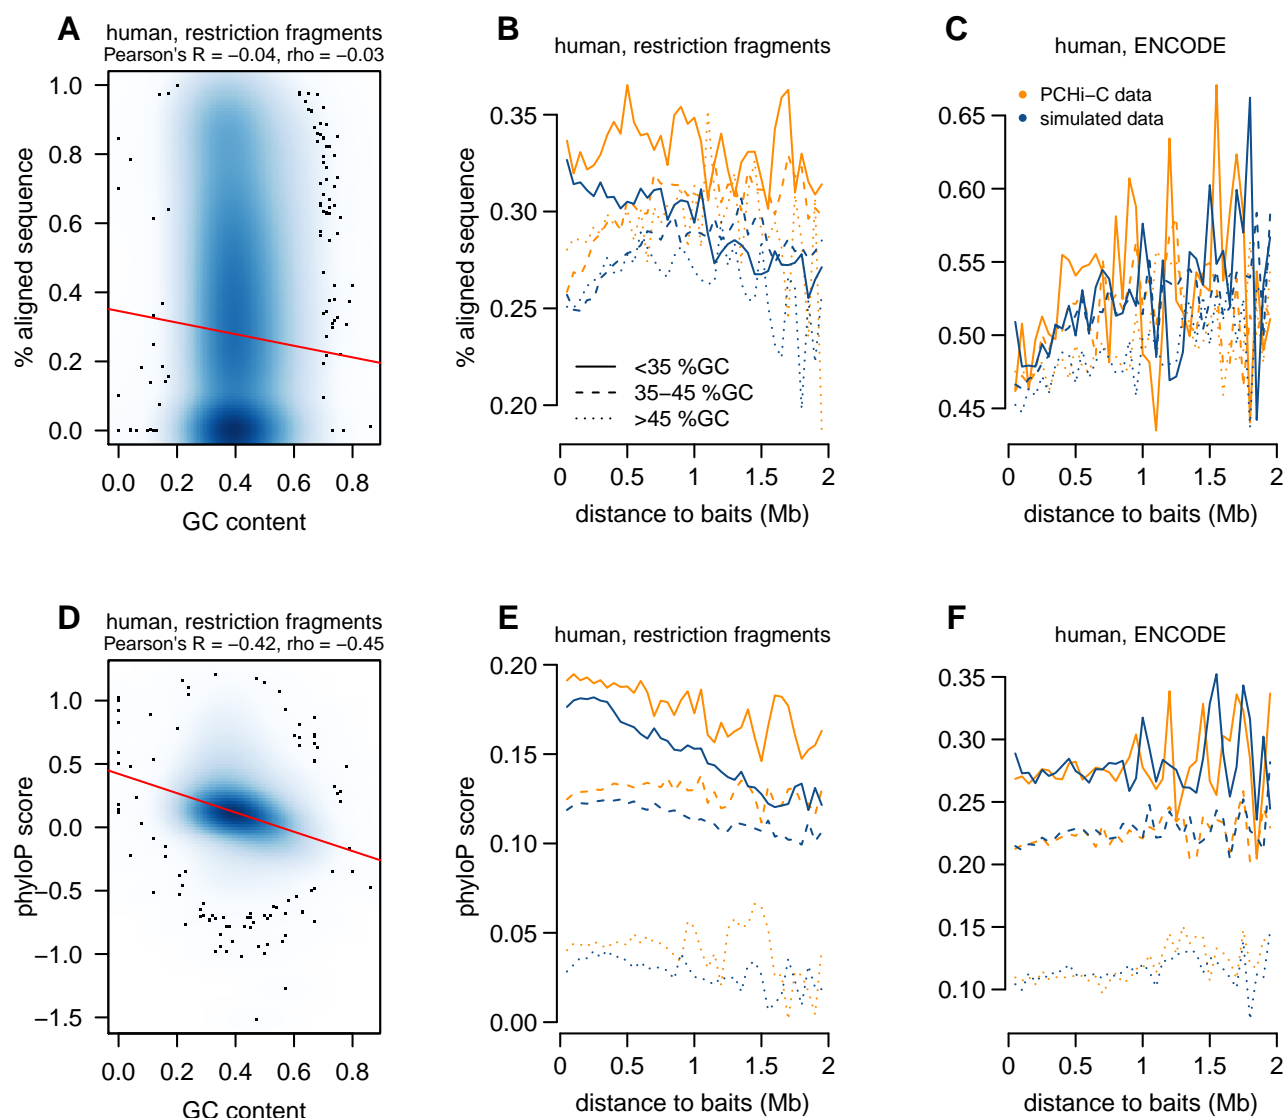 A
human, restriction fragments
Pearson's R = −0.04, rho = −0.03
% aligned sequence
1.0
0.8
0.6
0.4
0.2
0.0
0.0 0.2 0.4 0.6 0.8
GC content
B
human, restriction fragments
% aligned sequence
0.35
0.30
0.25
0.20
<35 %GC
35−45 %GC
>45 %GC
0 0.5 1 1.5 2
distance to baits (Mb)
C
human, ENCODE
PCHi−C data
simulated data
0.65
0.60
0.55
0.50
0.45
0 0.5 1 1.5 2
distance to baits (Mb)
D
human, restriction fragments
Pearson's R = −0.42, rho = −0.45
phyloP score
1.0
0.5
0.0
−0.5
−1.0
−1.5
0.0 0.2 0.4 0.6 0.8
GC content
E
human, restriction fragments
phyloP score
0.20
0.15
0.10
0.05
0.00
0 0.5 1 1.5 2
distance to baits (Mb)
F
human, ENCODE
0.35
0.30
0.25
0.20
0.15
0.10
0 0.5 1 1.5 2
distance to baits (Mb)